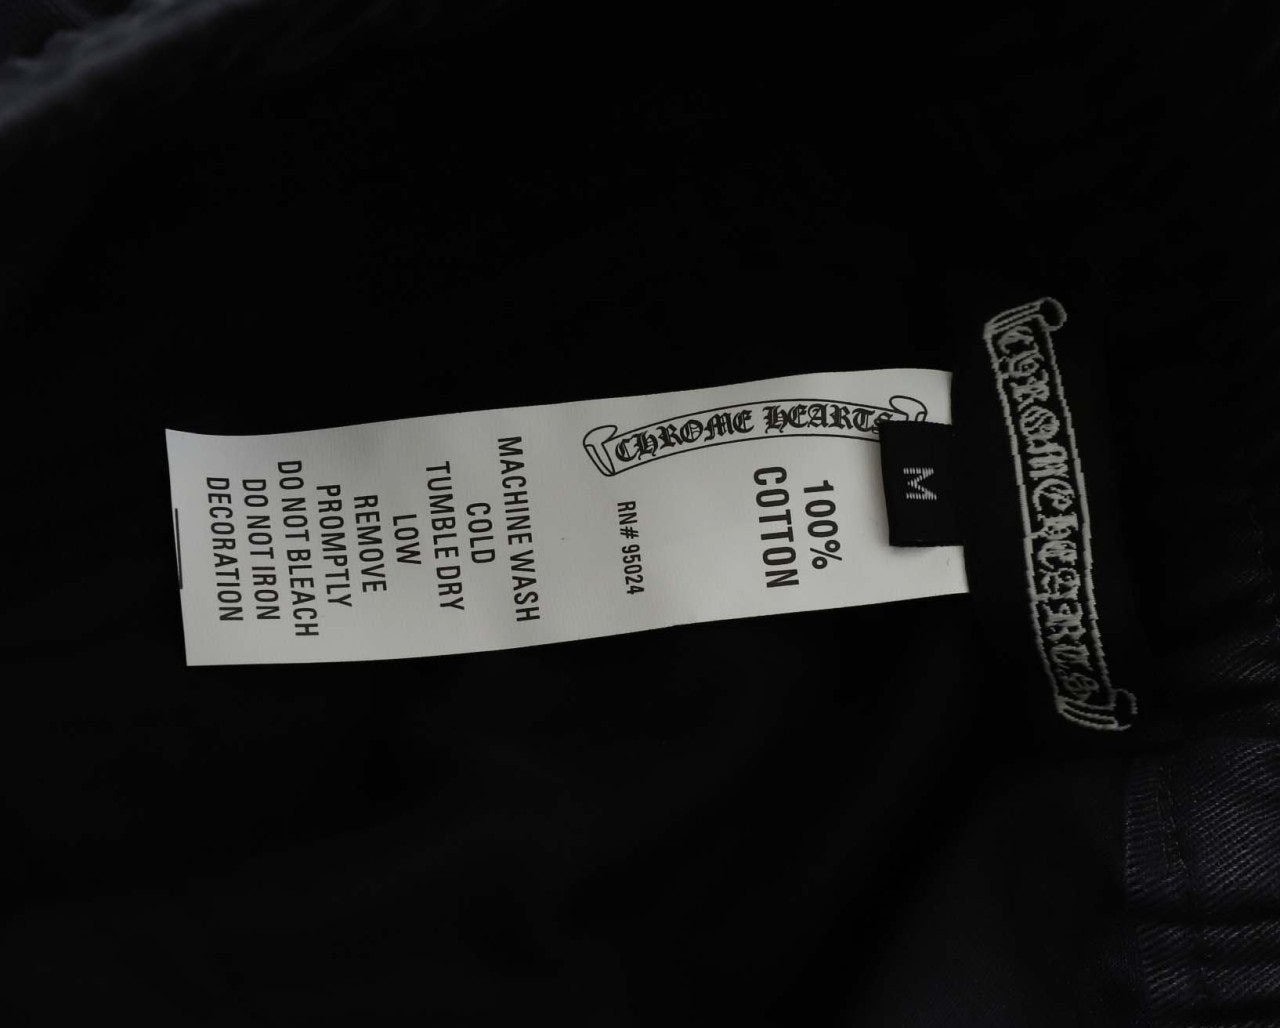 CHROME HEARTS
M
CHROME HEARTS
100%
COTTON
RN# 95024
MACHINE WASH
COLD
TUMBLE DRY
LOW
REMOVE
PROMPTLY
DO NOT BLEACH
DO NOT IRON
DECORATION